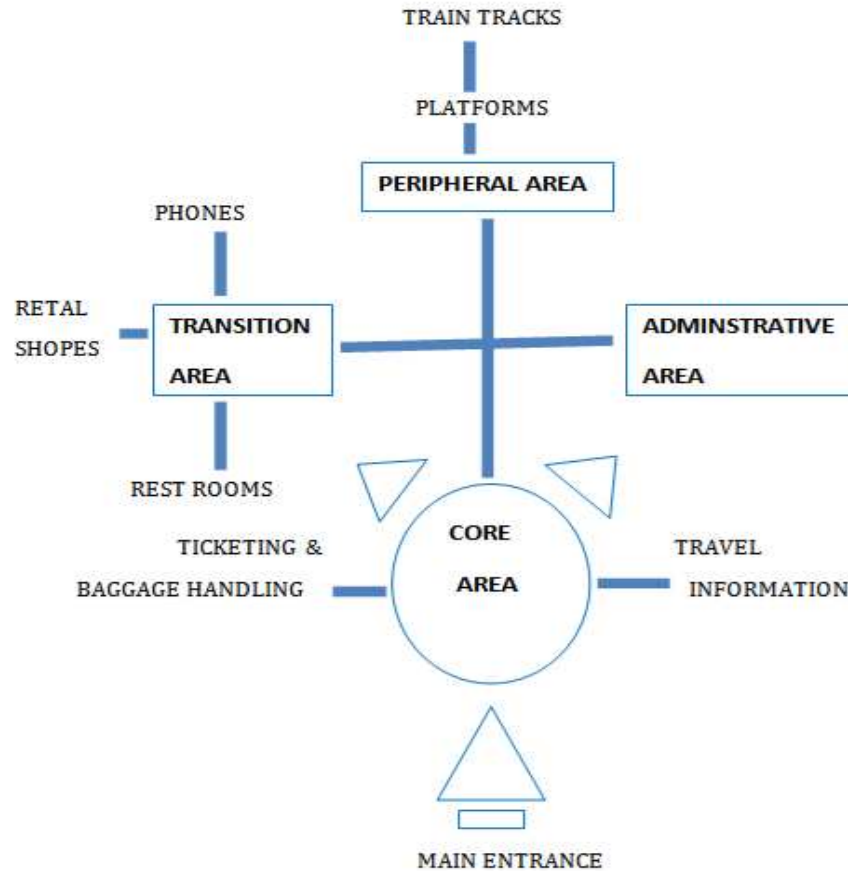 TRAIN TRACKS
PLATFORMS
PERIPHERAL AREA
PHONES
RETAL
SHOPES
TRANSITION
AREA
ADMINSTRATIVE
AREA
REST ROOMS
TICKETING &
BAGGAGE HANDLING
CORE
AREA
TRAVEL
INFORMATION
MAIN ENTRANCE